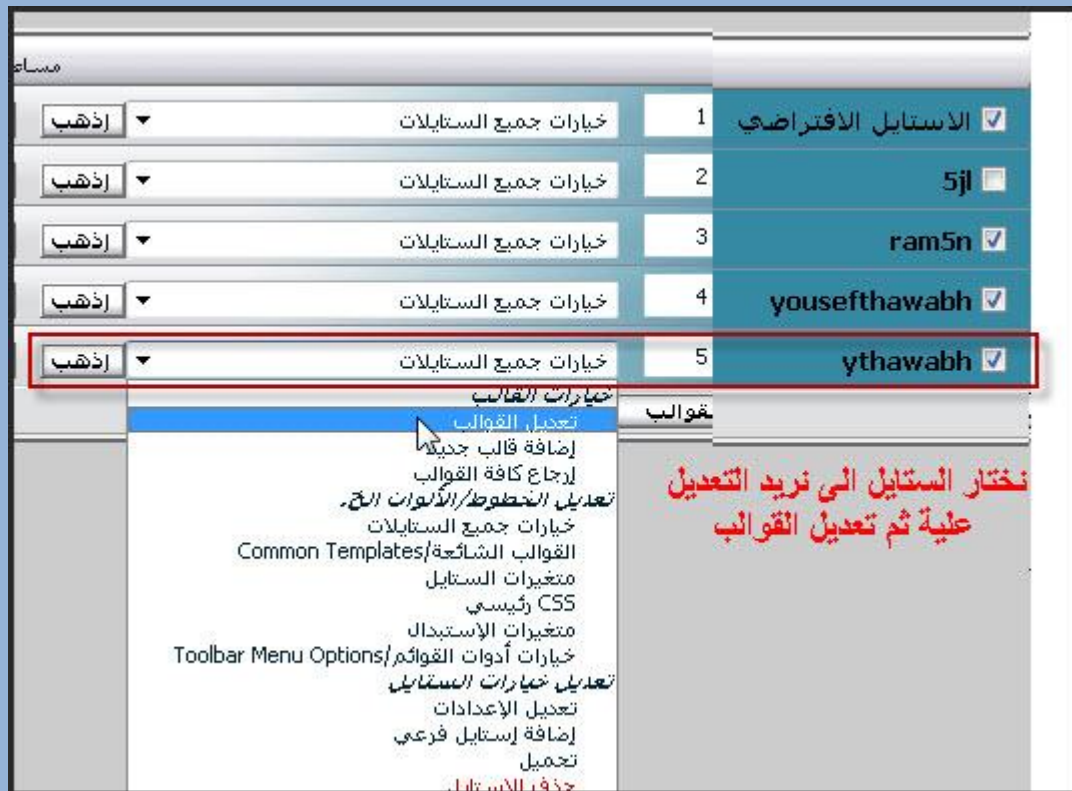 خيارات جميع الستايلات
الاستايل الافتراضي 1 خيارات جميع الستايلات إذهب
5jl 2 خيارات جميع الستايلات إذهب
ram5n 3 خيارات جميع الستايلات إذهب
yousefthawabh 4 خيارات جميع الستايلات إذهب
ythawabh 5 خيارات جميع الستايلات إذهب
خيارات القالب
تعديل القوالب
إضافة قالب جديد
إرجاع كافة القوالب
تعديل الخطوط/الألوان الخ.
خيارات جميع الستايلات
القوالب الشائعة/Common Templates
متغيرات الستايل
CSS رئيسي
متغيرات الإستبدال
خيارات أدوات القوائم/Toolbar Menu Options
تعديل خيارات الستايل
تعديل الإعدادات
إضافة إستايل فرعي
تحميل
حذف الاستايل
نختار الستايل الى نريد التعديل
علية ثم تعديل القوالب